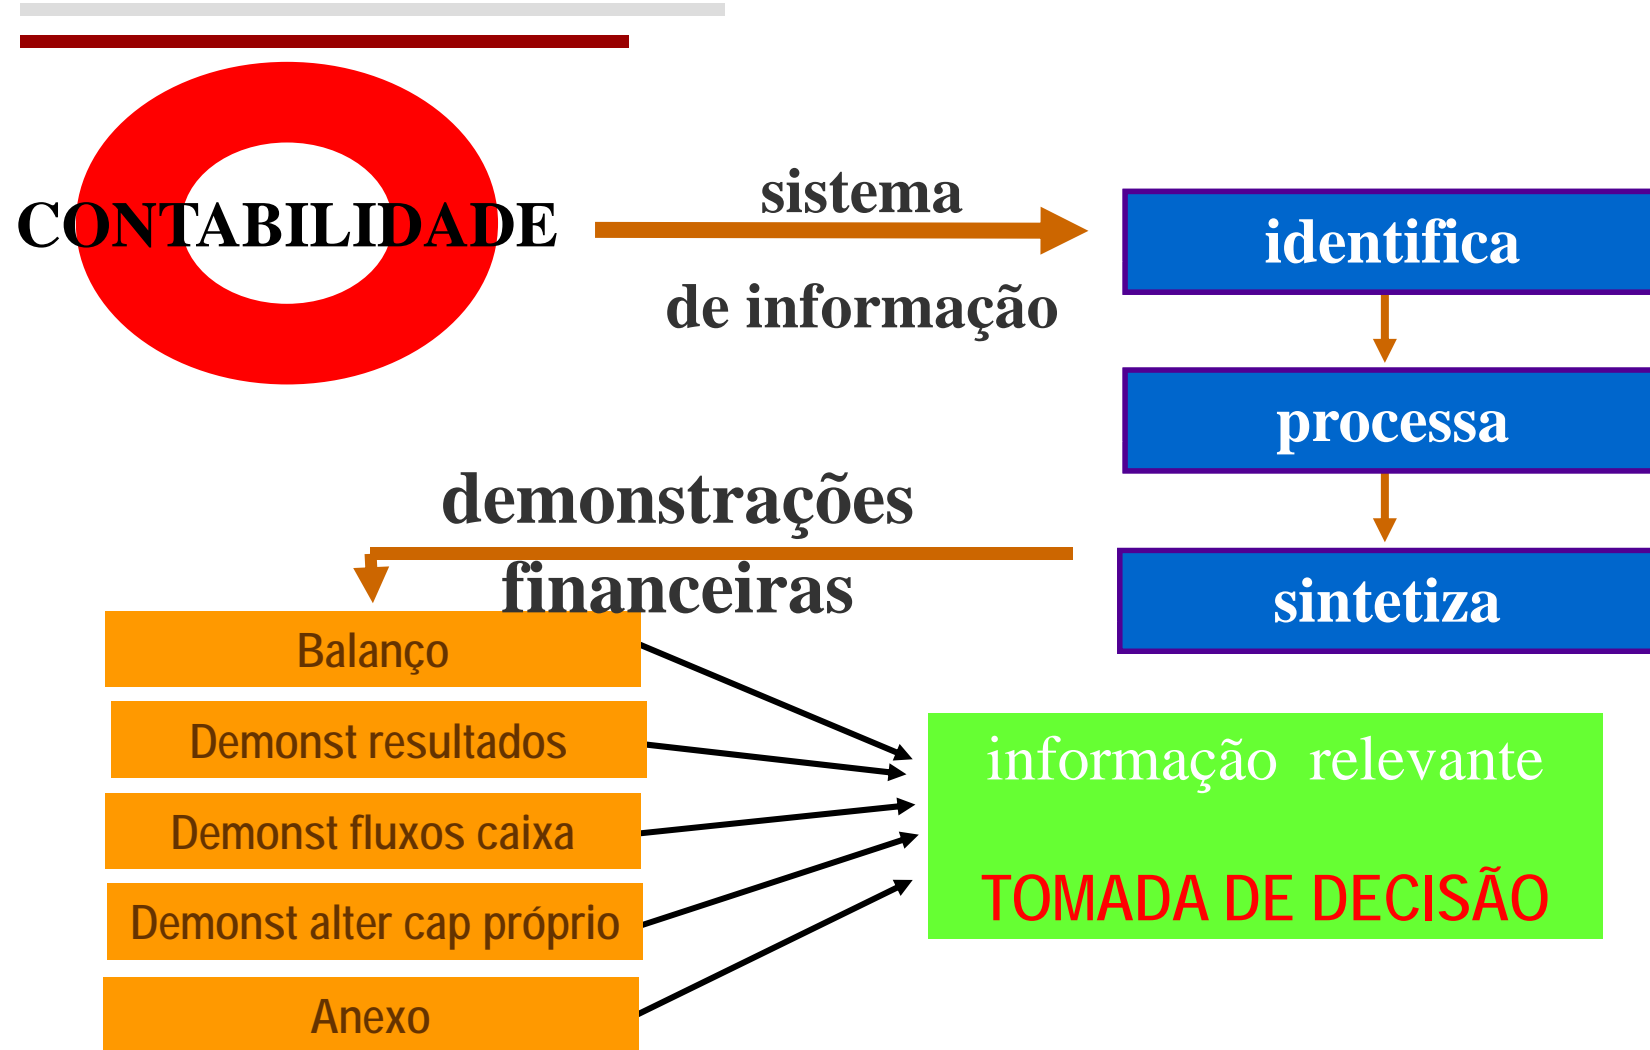 CONTABILIDADE
sistema
de informação
identifica
processa
sintetiza
demonstrações
financeiras
Balanço
Demonst resultados
Demonst fluxos caixa
Demonst alter cap próprio
Anexo
informação relevante
TOMADA DE DECISÃO